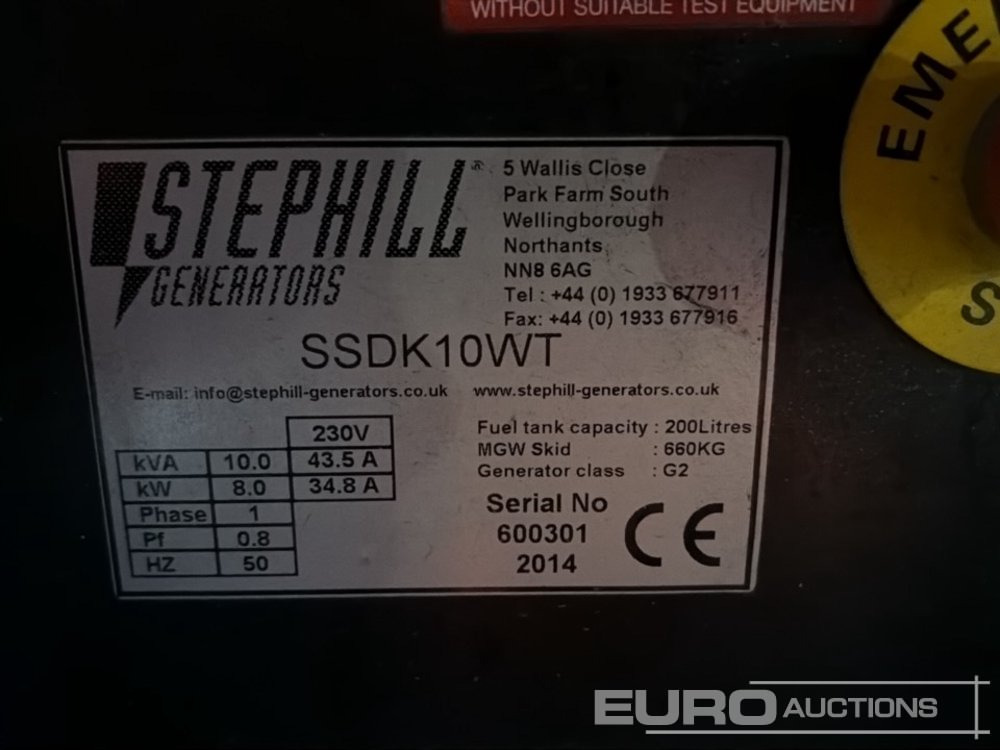 WITHOUT SUITABLE TEST EQUIPMENT
EME
S
STEPHILL®
GENERATORS
5 Wallis Close
Park Farm South
Wellingborough
Northants
NN8 6AG
Tel : +44 (0) 1933 677911
Fax: +44 (0) 1933 677916
SSDK10WT
E-mail: info@stephill-generators.co.uk www.stephill-generators.co.uk
230V
kVA 10.0 43.5 A
kW 8.0 34.8 A
Phase 1
Pf 0.8
HZ 50
Fuel tank capacity : 200Litres
MGW Skid : 660KG
Generator class : G2
Serial No
600301
2014
CE
EURO AUCTIONS